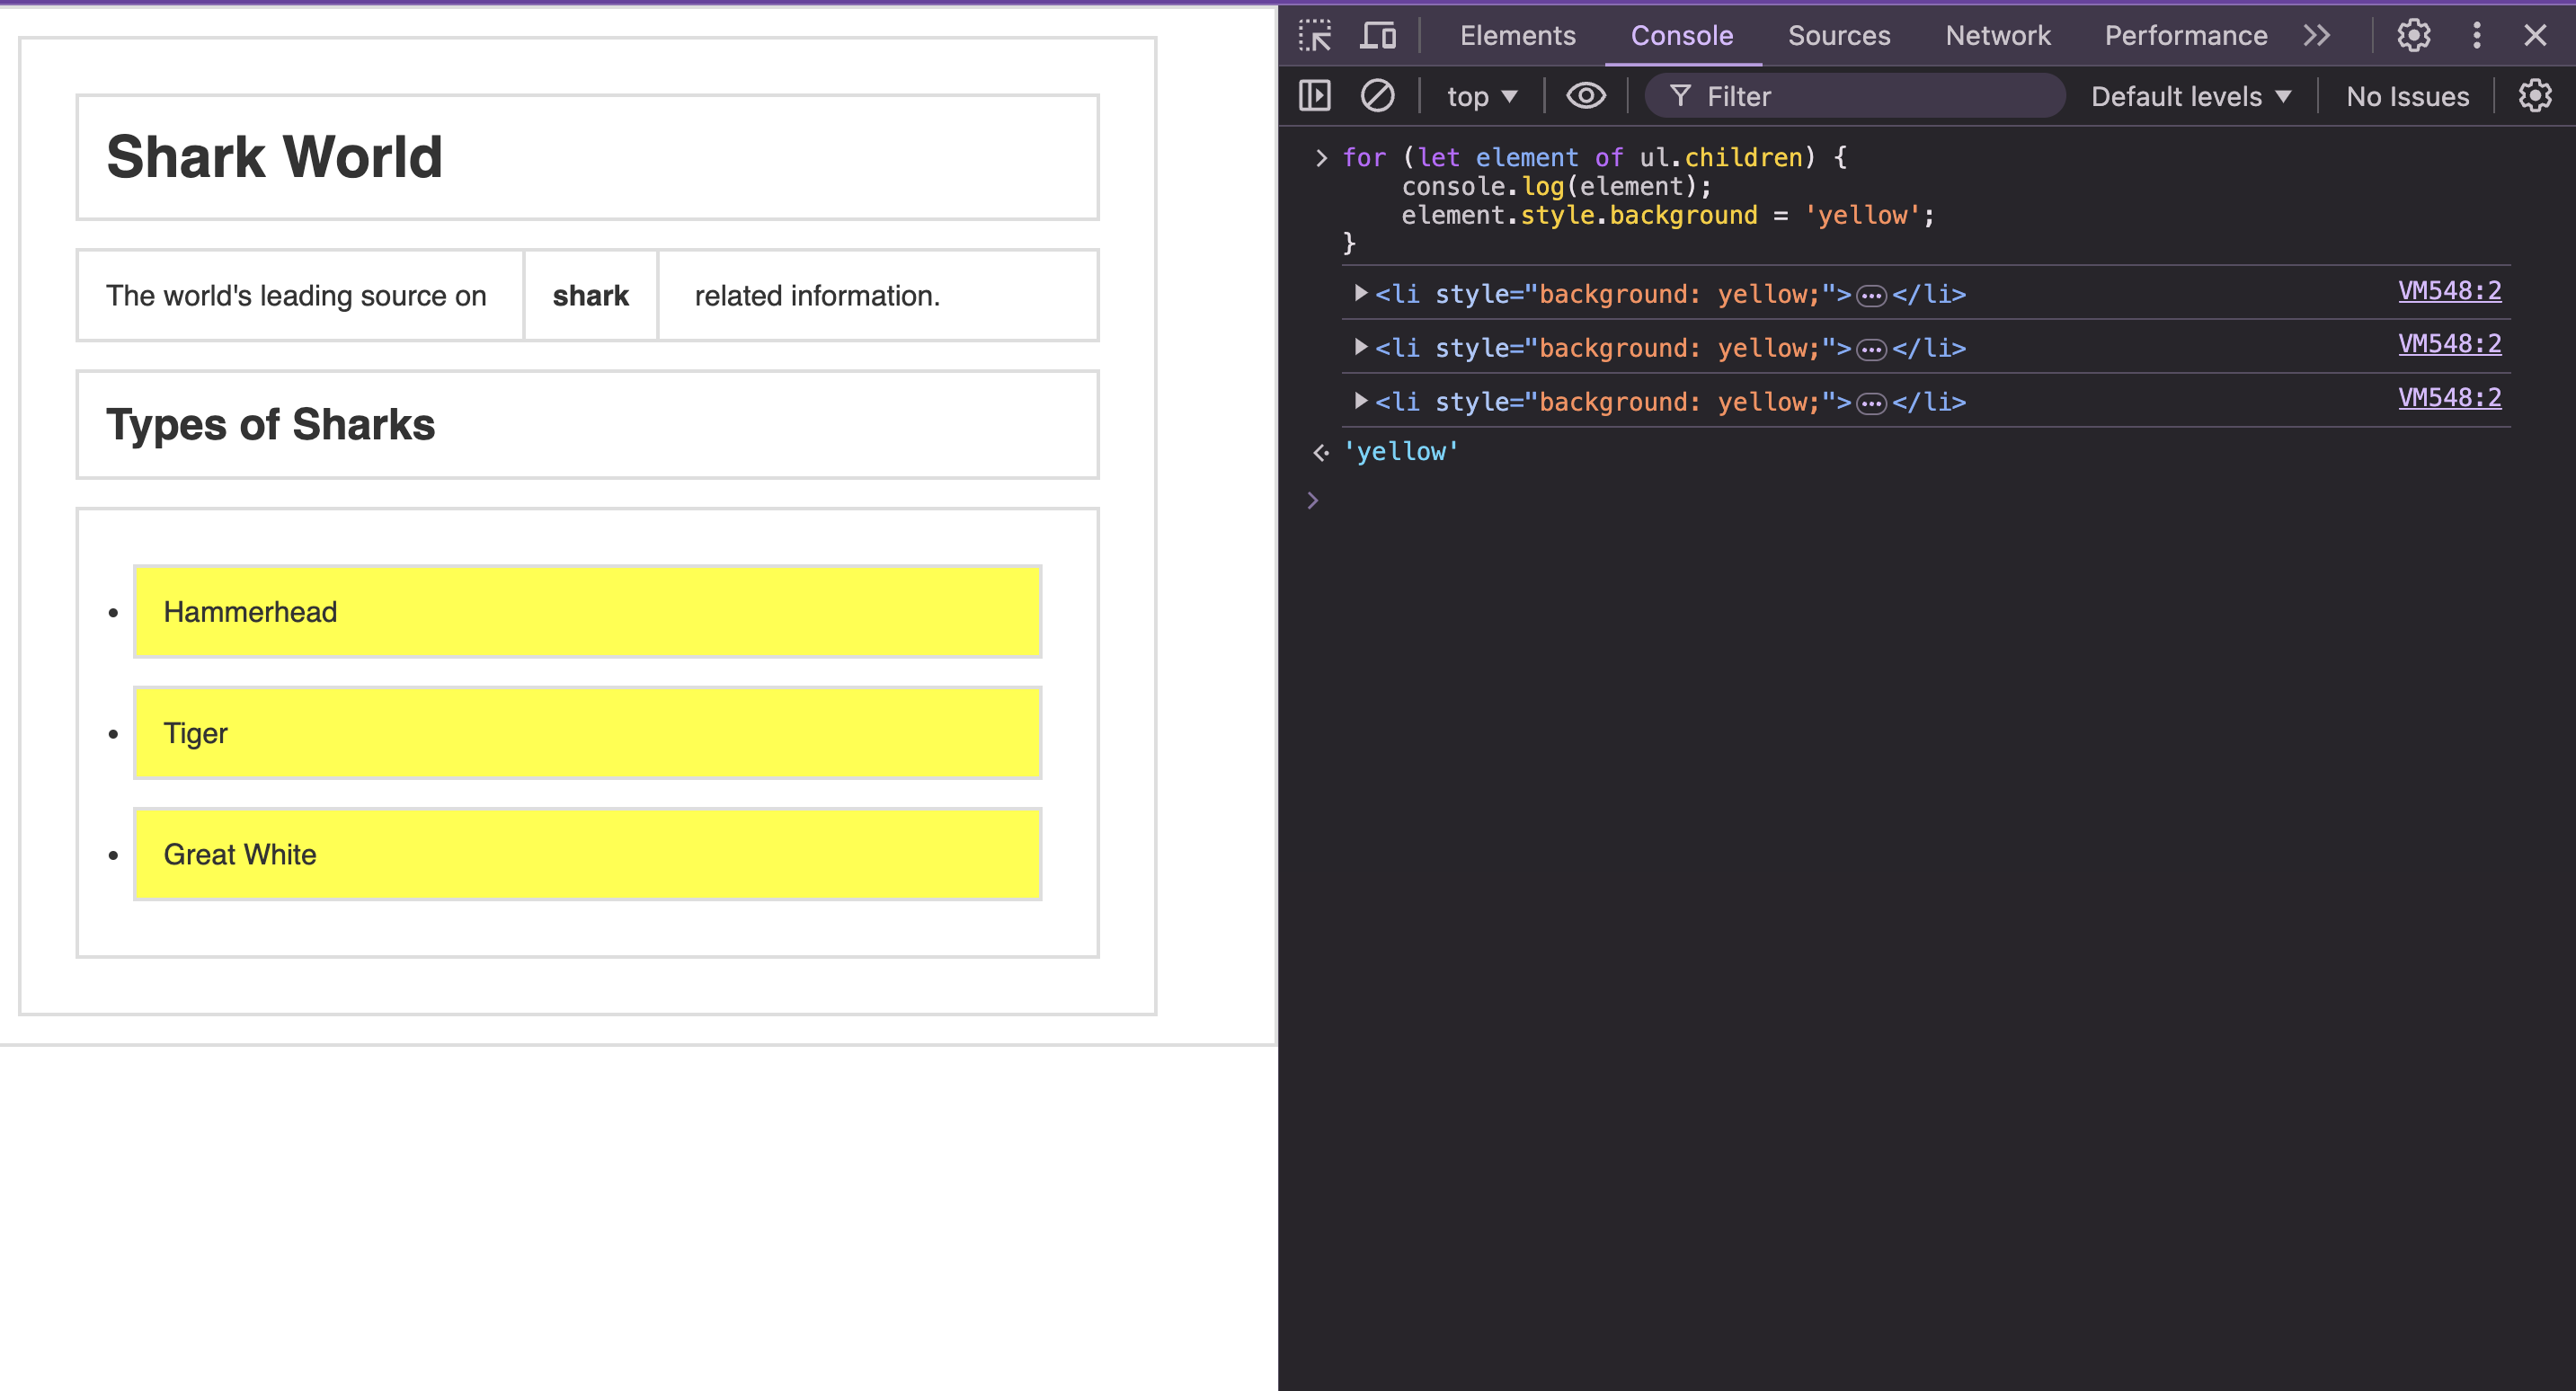 Shark World
The world's leading source on shark related information.
Types of Sharks
• Hammerhead
• Tiger
• Great White
Elements Console Sources Network Performance
top Filter Default levels No Issues
> for (let element of ul.children) {
    console.log(element);
    element.style.background = 'yellow';
}
<li style="background: yellow;">…</li> VM548:2
<li style="background: yellow;">…</li> VM548:2
<li style="background: yellow;">…</li> VM548:2
'yellow'
>